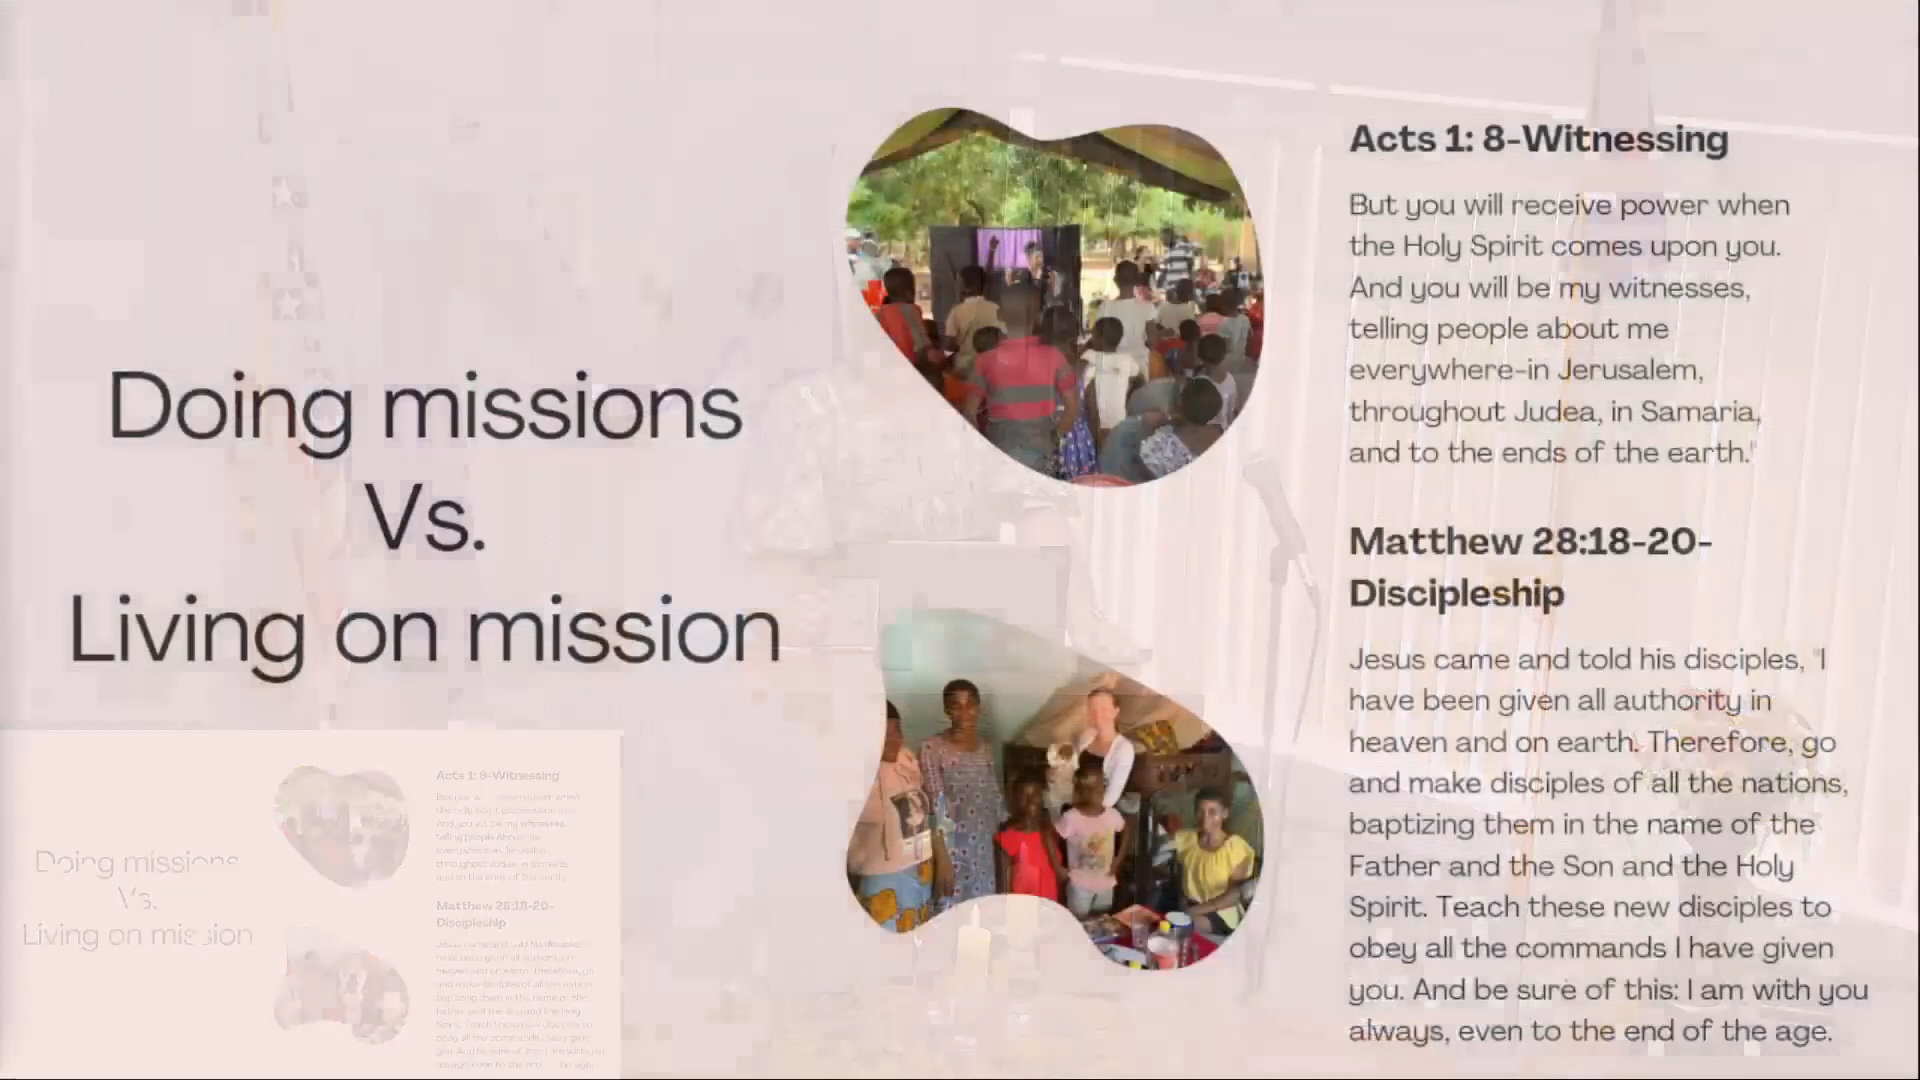 Doing missions
Vs.
Living on mission
Acts 1: 8-Witnessing
But you will receive power when
the Holy Spirit comes upon you.
And you will be my witnesses,
telling people about me
everywhere-in Jerusalem,
throughout Judea, in Samaria,
and to the ends of the earth."
Matthew 28:18-20-
Discipleship
Jesus came and told his disciples, "I
have been given all authority in
heaven and on earth. Therefore, go
and make disciples of all the nations,
baptizing them in the name of the
Father and the Son and the Holy
Spirit. Teach these new disciples to
obey all the commands I have given
you. And be sure of this: I am with you
always, even to the end of the age.
Doing missions
Vs.
Living on mission
Acts 1: 8-Witnessing
Matthew 28:18-20-
Discipleship